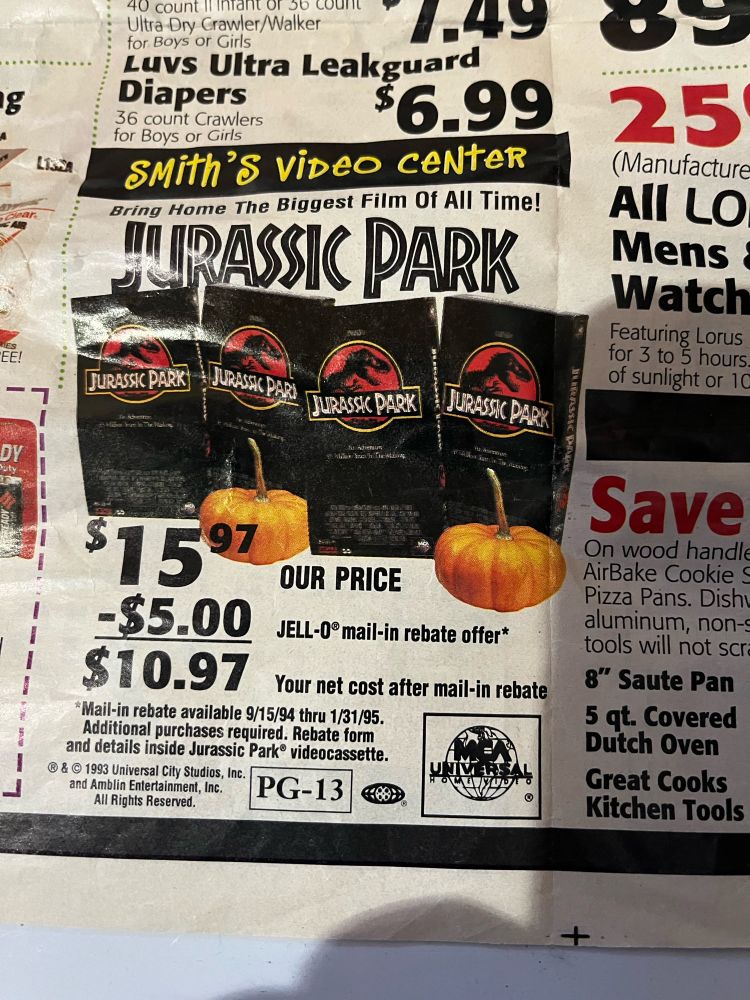 40 count Infant or 36 count
Ultra Dry Crawler/Walker
for Boys or Girls
$7.49
Luvs Ultra Leakguard
Diapers
36 count Crawlers
for Boys or Girls
$6.99
SMITH'S VIDEO CENTER
Bring Home The Biggest Film Of All Time!
JURASSIC PARK
JURASSIC PARK
JURASSIC PARK
JURASSIC PARK
JURASSIC PARK
JURASSIC PARK
$15.97
OUR PRICE
-$5.00
JELL-O® mail-in rebate offer*
$10.97
Your net cost after mail-in rebate
*Mail-in rebate available 9/15/94 thru 1/31/95.
Additional purchases required. Rebate form
and details inside Jurassic Park® videocassette.
® & © 1993 Universal City Studios, Inc.
and Amblin Entertainment, Inc.
All Rights Reserved.
PG-13
MCA
UNIVERSAL
HOME VIDEO
®
89
25
(Manufacture
All LO
Mens &
Watch
Featuring Lorus
for 3 to 5 hours.
of sunlight or 10
Save
On wood handle
AirBake Cookie S
Pizza Pans. Dishw
aluminum, non-s
tools will not scra
8" Saute Pan
5 qt. Covered
Dutch Oven
Great Cooks
Kitchen Tools